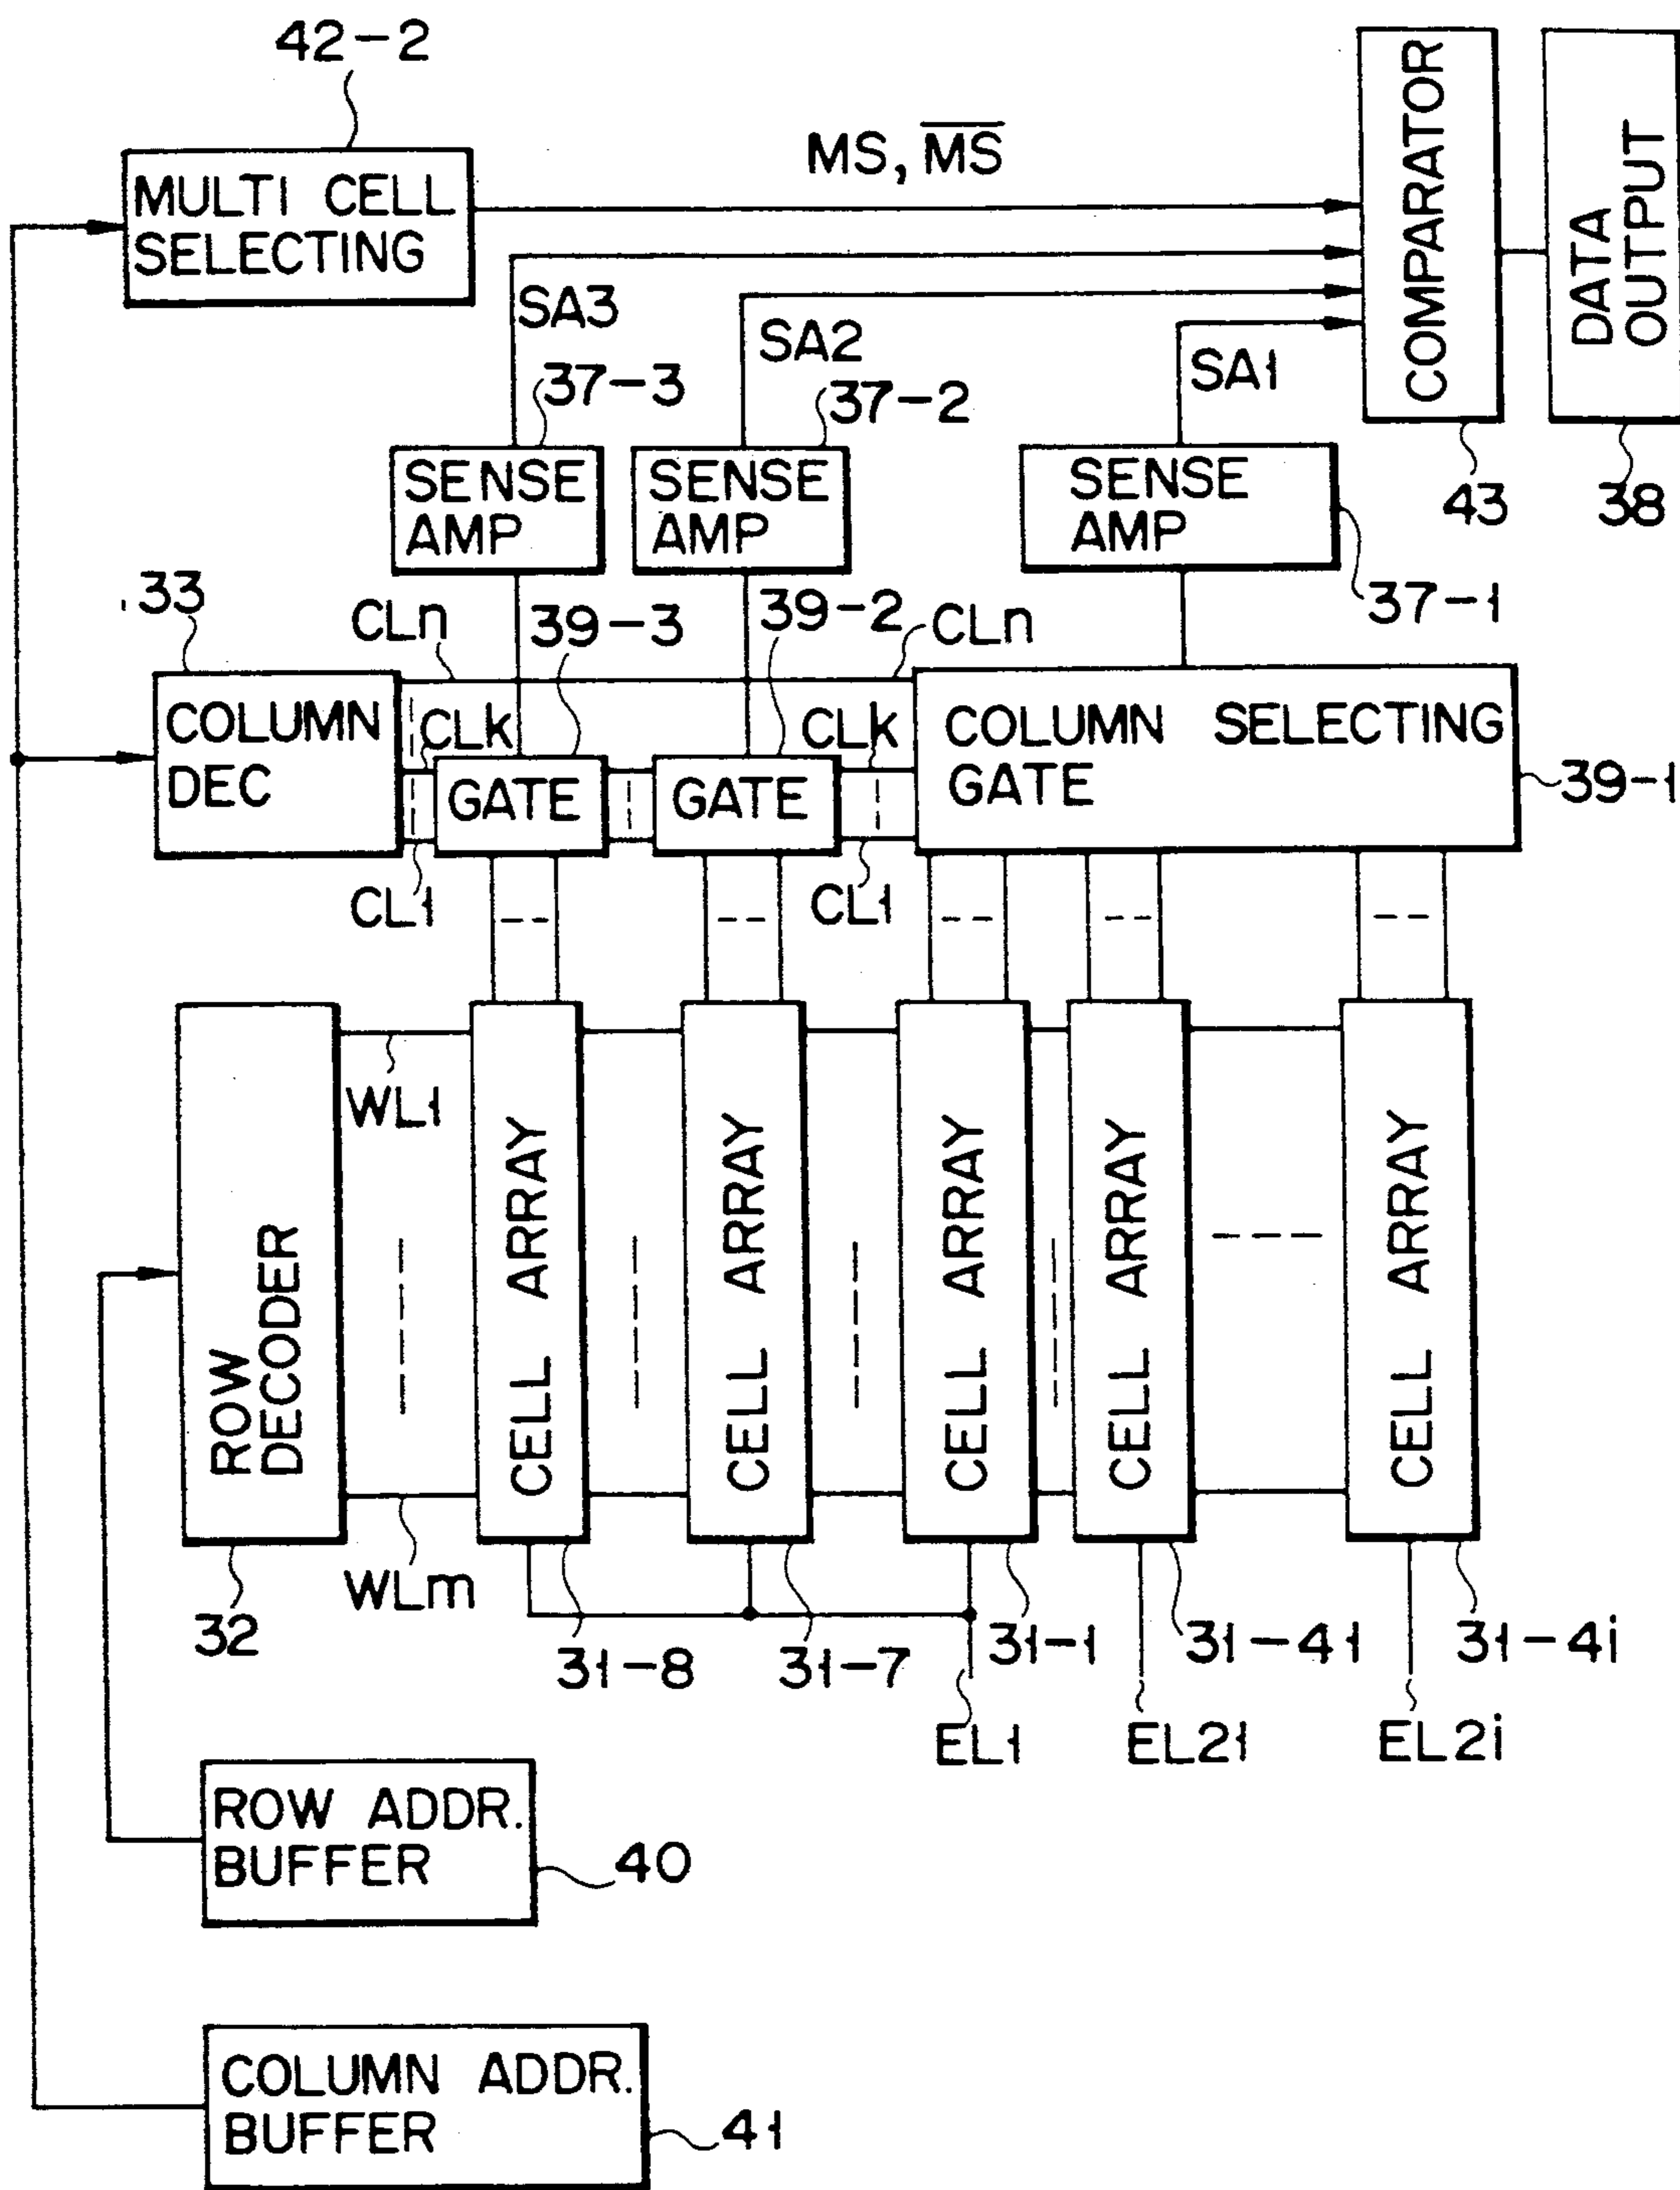 42-2
MULTI CELL
SELECTING
MS, M̅S̅
COMPARATOR
DATA
OUTPUT
SA3
SA2
SA1
37-3
37-2
SENSE
AMP
SENSE
AMP
SENSE
AMP
43
38
37-1
33
CLn
39-3
39-2
CLn
COLUMN
DEC
CLk
GATE
GATE
CLk
COLUMN SELECTING
GATE
39-1
CL1
CL1
ROW
DECODER
WL1
CELL ARRAY
CELL ARRAY
CELL ARRAY
CELL ARRAY
CELL ARRAY
WLm
32
31-8
31-7
31-1
31-41
31-4i
EL1
EL21
EL2i
ROW ADDR.
BUFFER
40
COLUMN ADDR.
BUFFER
41